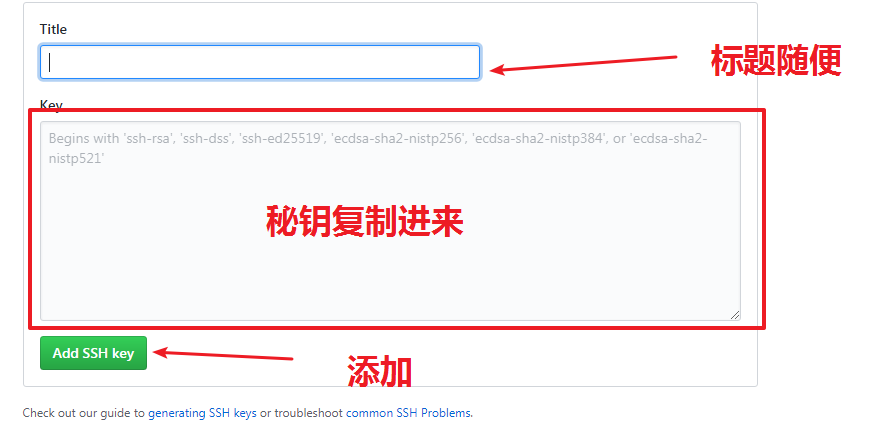 Title
标题随便
Key
Begins with 'ssh-rsa', 'ssh-dss', 'ssh-ed25519', 'ecdsa-sha2-nistp256', 'ecdsa-sha2-nistp384', or 'ecdsa-sha2-
nistp521'
秘钥复制进来
Add SSH key
添加
Check out our guide to generating SSH keys or troubleshoot common SSH Problems.